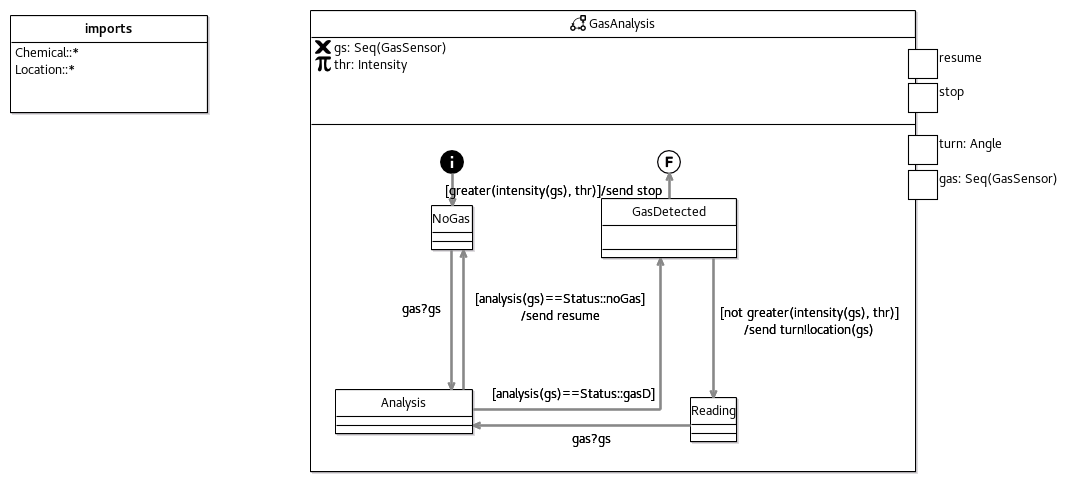 imports
Chemical::*
Location::*
GasAnalysis
gs: Seq(GasSensor)
π thr: Intensity
resume
stop
turn: Angle
gas: Seq(GasSensor)
i
F
[greater(intensity(gs), thr)]/send stop
NoGas
GasDetected
gas?gs
[analysis(gs)==Status::noGas]
/send resume
[not greater(intensity(gs), thr)]
/send turn!location(gs)
[analysis(gs)==Status::gasD]
Analysis
Reading
gas?gs